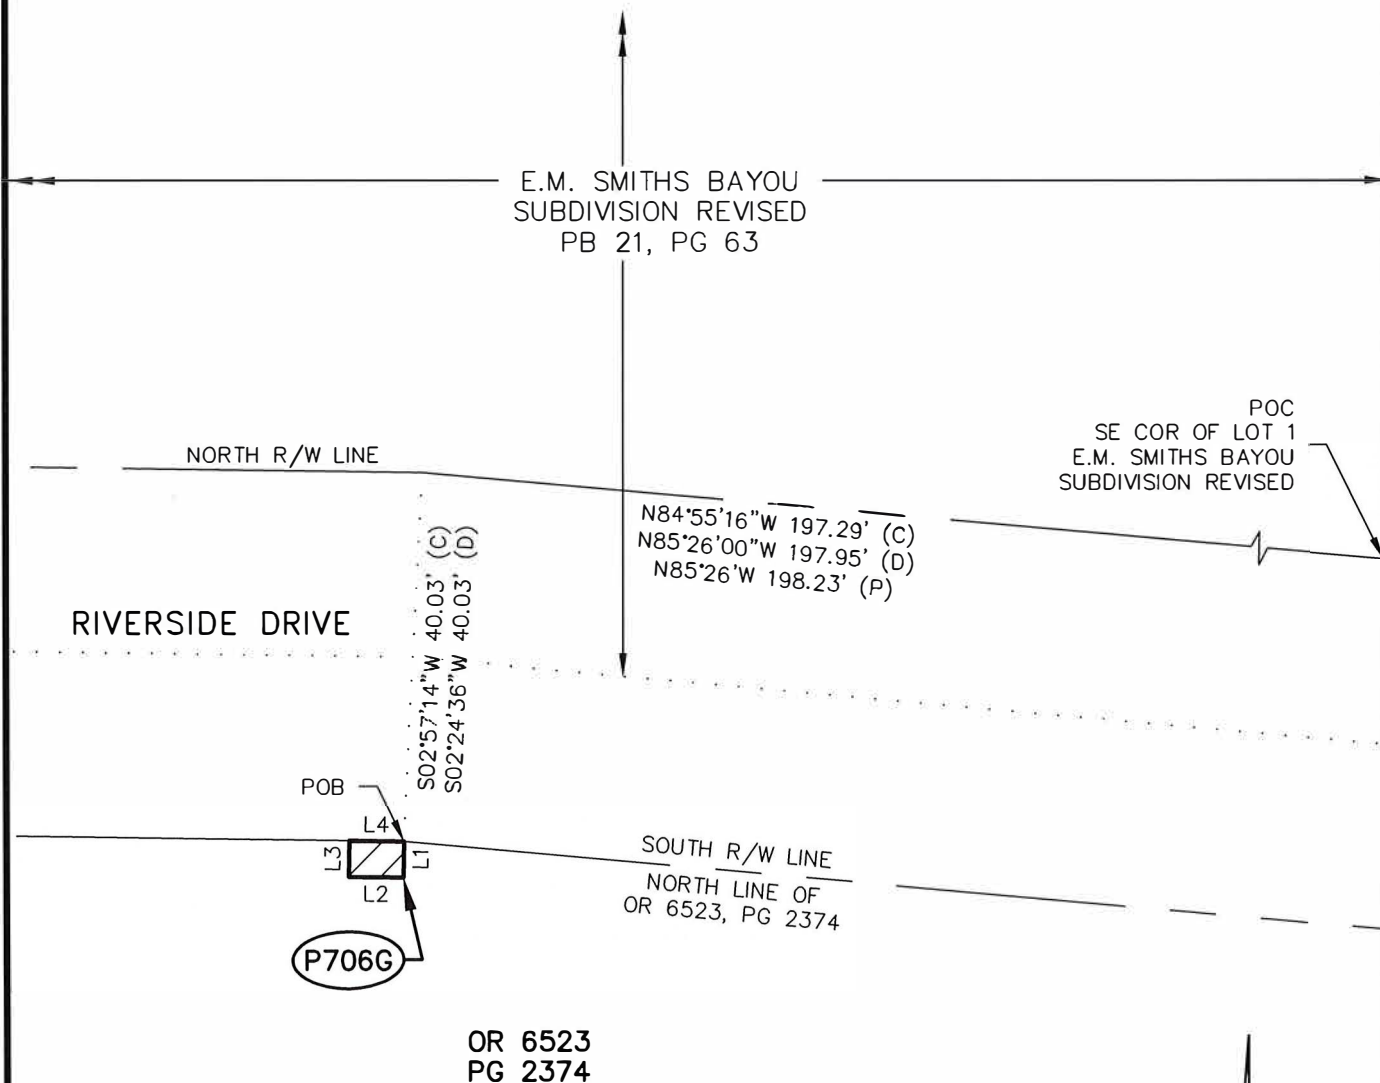 E.M. SMITHS BAYOU
SUBDIVISION REVISED
PB 21, PG 63
POC
SE COR OF LOT 1
E.M. SMITHS BAYOU
SUBDIVISION REVISED
NORTH R/W LINE
N84°55'16"W 197.29' (C)
N85°26'00"W 197.95' (D)
N85°26'W 198.23' (P)
S02°57'14"W 40.03' (C)
S02°24'36"W 40.03' (D)
RIVERSIDE DRIVE
POB
L4
L3
L1
L2
SOUTH R/W LINE
NORTH LINE OF
OR 6523, PG 2374
P706G
OR 6523
PG 2374